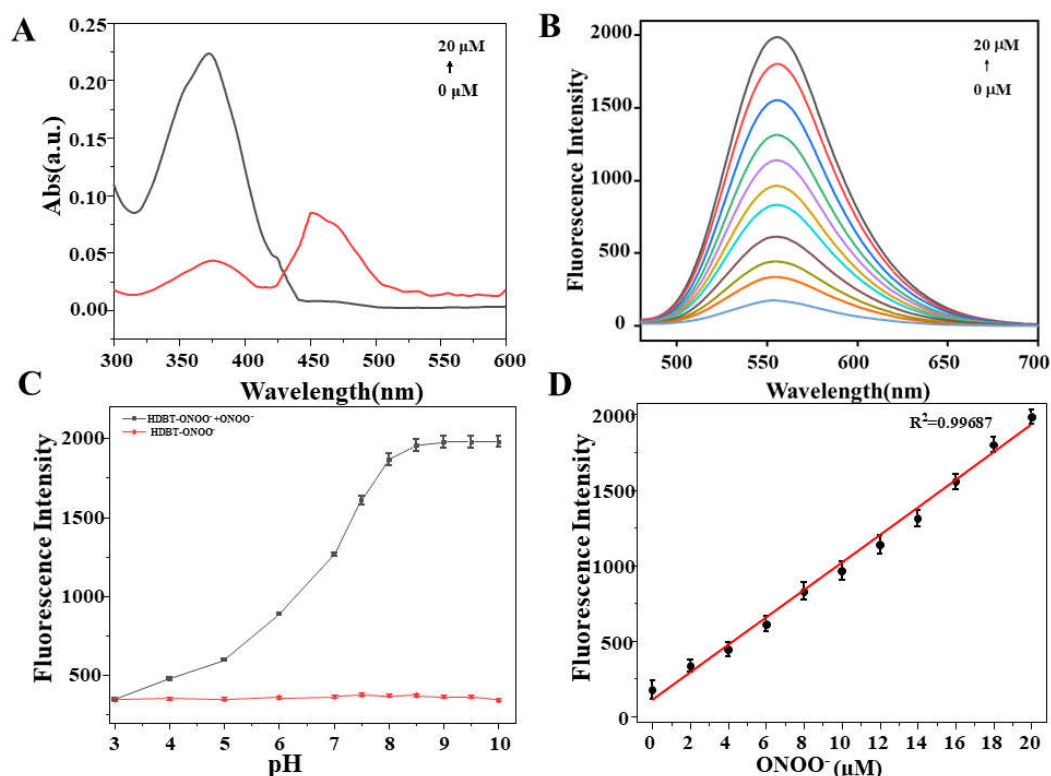 A
0.25
0.20
0.15
0.10
0.05
0.00
Abs(a.u.)
20 μM
0 μM
300 350 400 450 500 550 600
Wavelength(nm)
B
2000
1500
1000
500
0
Fluorescence Intensity
20 μM
0 μM
500 550 600 650 700
Wavelength(nm)
C
HDBT-ONOO⁻+ONOO⁻
HDBT-ONOO⁻
2000
1500
1000
500
Fluorescence Intensity
3 4 5 6 7 8 9 10
pH
D
R²=0.99687
2000
1500
1000
500
0
Fluorescence Intensity
0 2 4 6 8 10 12 14 16 18 20
ONOO⁻(μM)